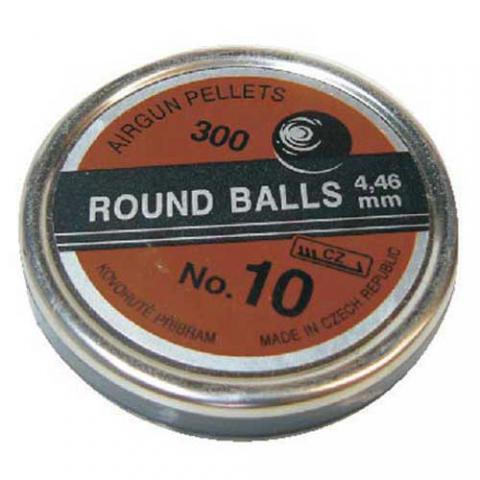 AIRGUN PELLETS
300
ROUND BALLS 4,46 mm
CZ
No. 10
KOVOHUTĚ PŘÍBRAM
MADE IN CZECH REPUBLIC